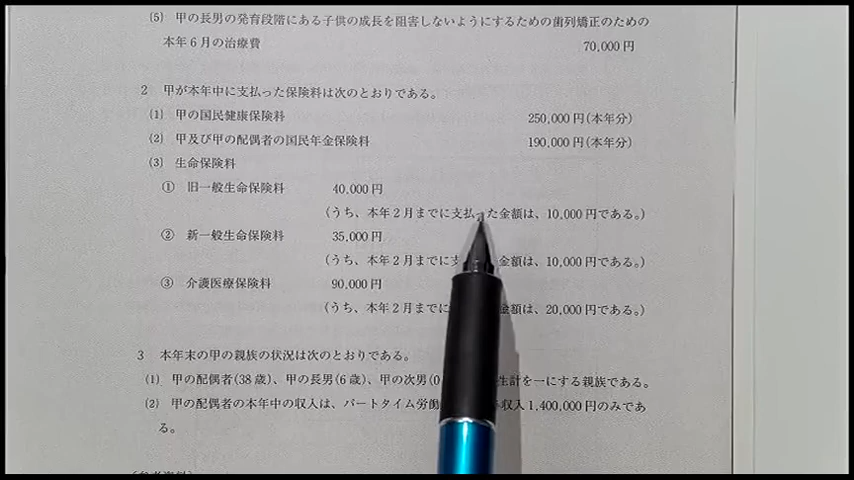 (5) 甲の長男の発育段階にある子供の成長を阻害しないようにするための歯列矯正のための
本年6月の治療費 70,000円
2 甲が本年中に支払った保険料は次のとおりである。
(1) 甲の国民健康保険料 250,000円(本年分)
(2) 甲及び甲の配偶者の国民年金保険料 190,000円(本年分)
(3) 生命保険料
① 旧一般生命保険料 40,000円
(うち、本年2月までに支払った金額は、10,000円である。)
② 新一般生命保険料 35,000円
(うち、本年2月までに支 金額は、10,000円である。)
③ 介護医療保険料 90,000円
(うち、本年2月までに 金額は、20,000円である。)
3 本年末の甲の親族の状況は次のとおりである。
(1) 甲の配偶者(38歳)、甲の長男(6歳)、甲の次男(0 生計を一にする親族である。
(2) 甲の配偶者の本年中の収入は、パートタイム労働 収入1,400,000円のみであ
る。